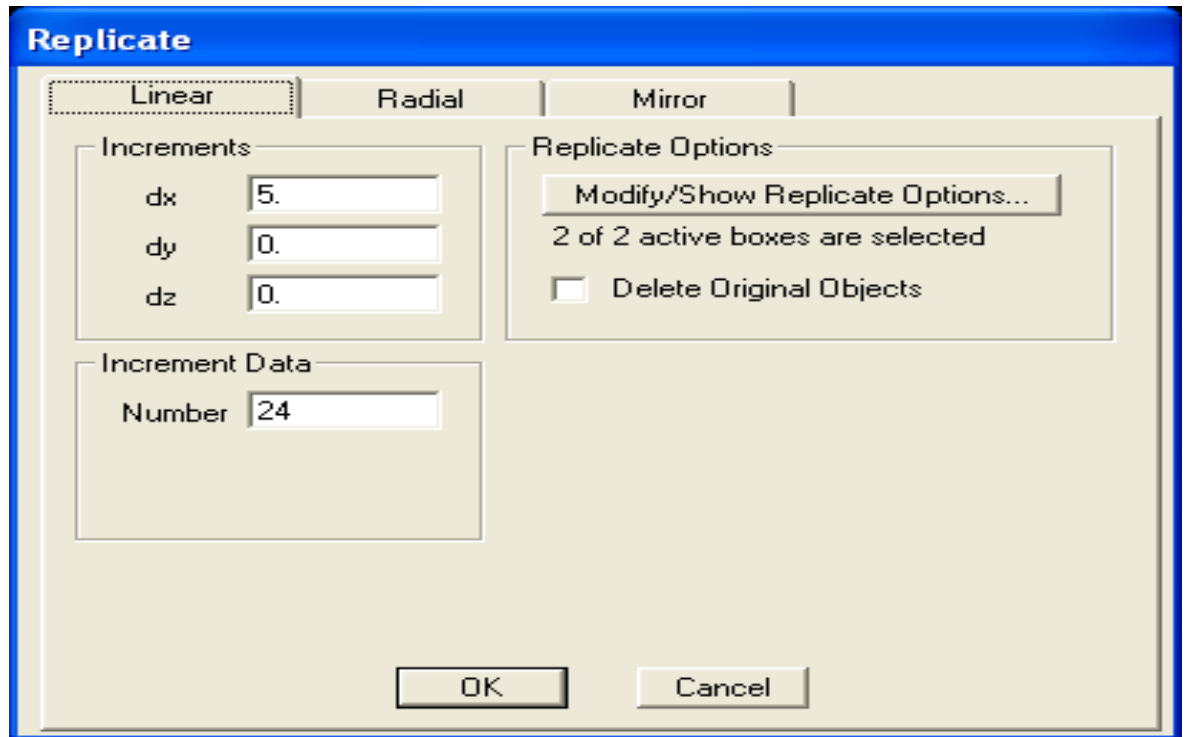 Replicate
Linear Radial Mirror
Increments
dx 5.
dy 0.
dz 0.
Replicate Options
Modify/Show Replicate Options...
2 of 2 active boxes are selected
Delete Original Objects
Increment Data
Number 24
OK Cancel